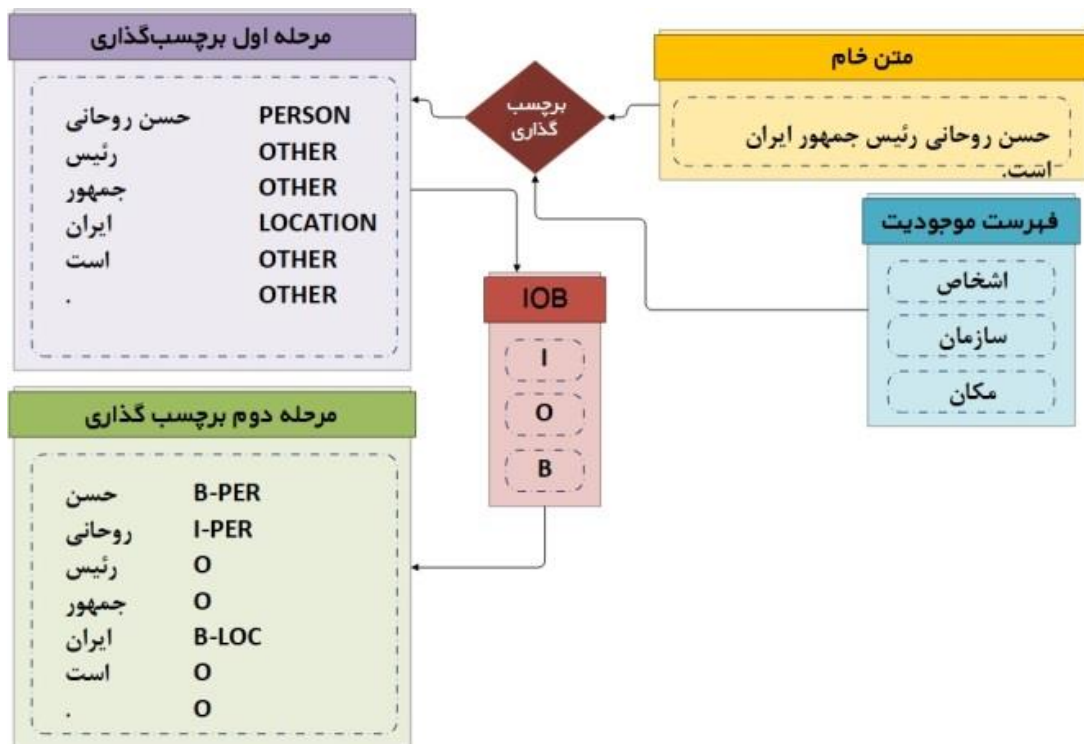 متن خام
حسن روحانی رئیس جمهور ایران
است.
فهرست موجودیت
اشخاص
سازمان
مکان
برچسب
گذاری
مرحله اول برچسب‌گذاری
حسن روحانی PERSON
رئیس OTHER
جمهور OTHER
ایران LOCATION
است OTHER
. OTHER
IOB
I
O
B
مرحله دوم برچسب گذاری
حسن B-PER
روحانی I-PER
رئیس O
جمهور O
ایران B-LOC
است O
. O